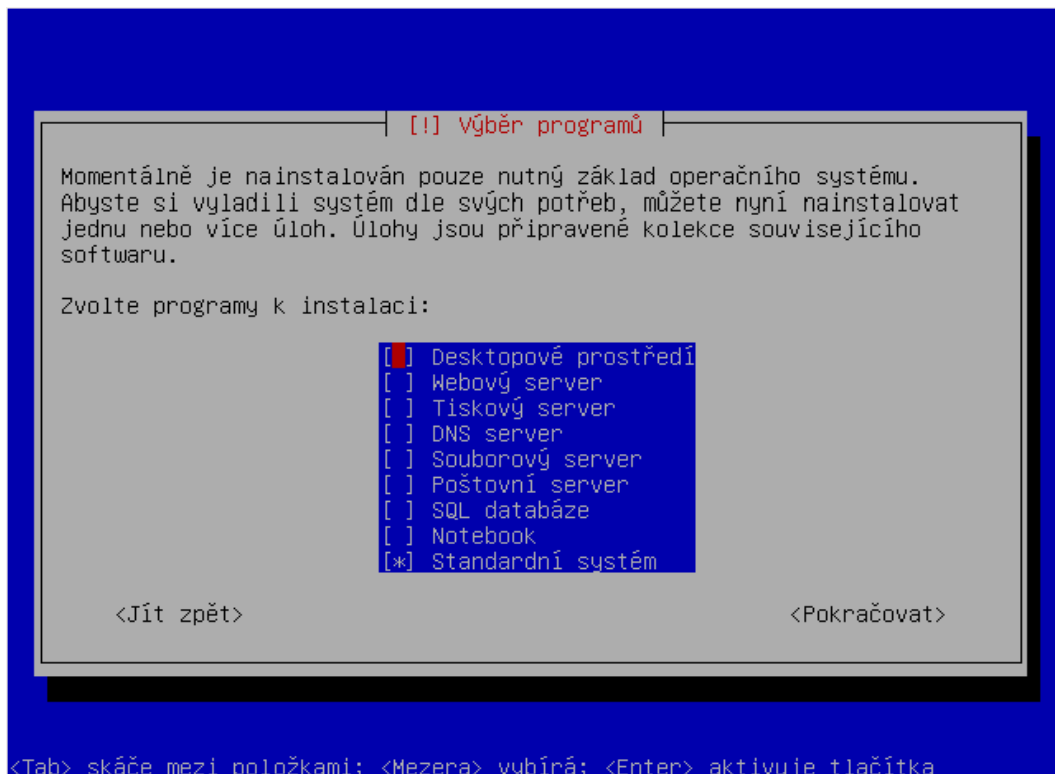 [!] Výběr programů
Momentálně je nainstalován pouze nutný základ operačního systému.
Abyste si vyladili systém dle svých potřeb, můžete nyní nainstalovat
jednu nebo více úloh. Úlohy jsou připravené kolekce souvisejícího
softwaru.
Zvolte programy k instalaci:
[ ] Desktopové prostředí
[ ] Webový server
[ ] Tiskový server
[ ] DNS server
[ ] Souborový server
[ ] Poštovní server
[ ] SQL databáze
[ ] Notebook
[*] Standardní systém
<Jít zpět> <Pokračovat>
<Tab> skáče mezi položkami; <Mezera> vybírá; <Enter> aktivuje tlačítka